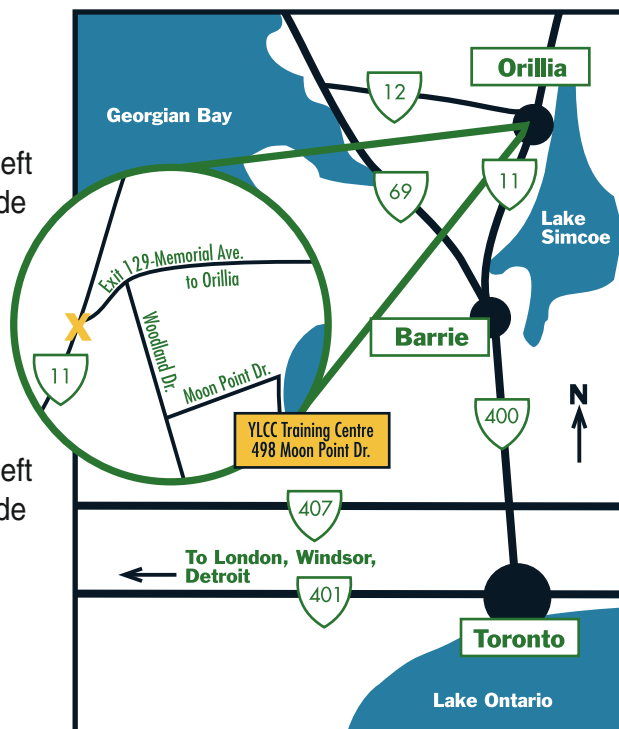 Orillia
12
Georgian Bay
eft
69
11
de
Lake
Simcoe
Exit 129-Memorial Ave.
to Orillia
Woodland Dr.
X
Barrie
11
Moon Point Dr.
N
400
YLCC Training Centre
498 Moon Point Dr.
eft
407
de
To London, Windsor,
Detroit
401
Toronto
Lake Ontario